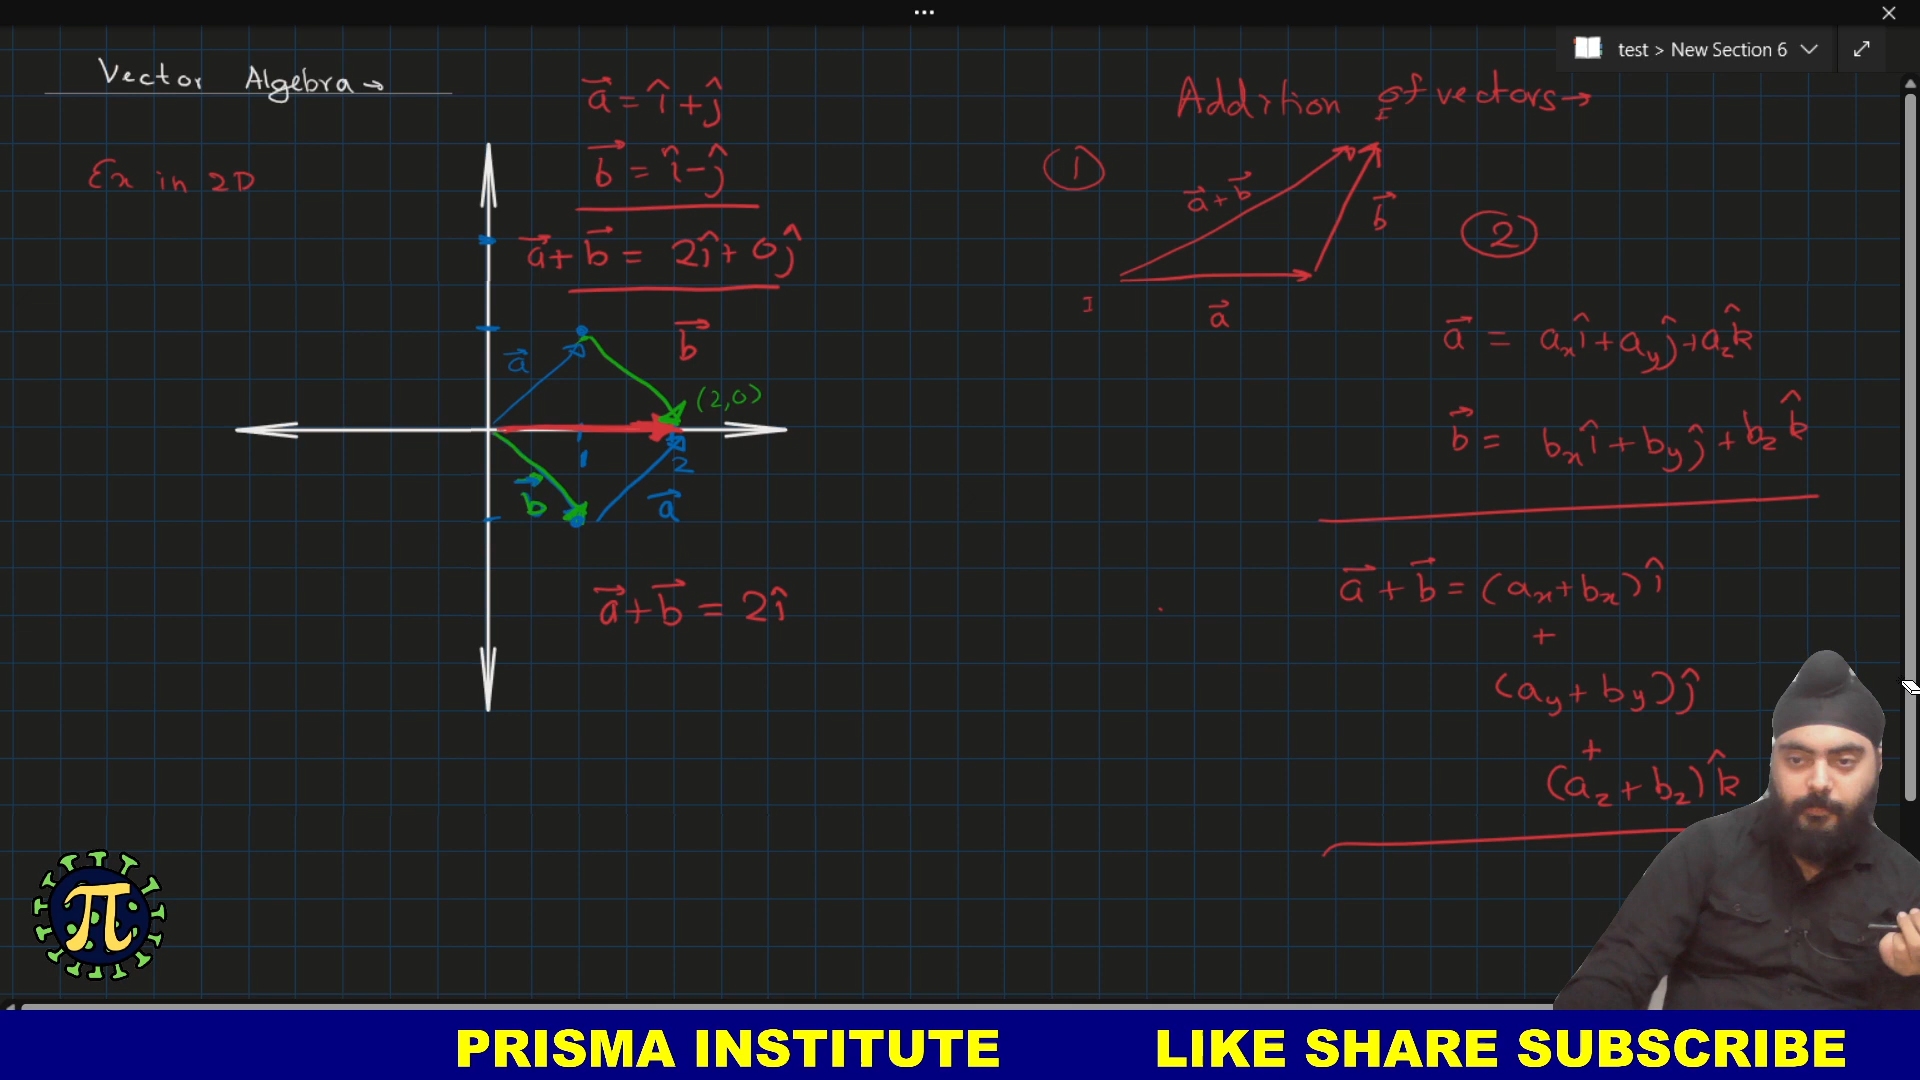 ...
test > New Section 6
Vector Algebra→
Ex in 2D
a⃗ = î + ĵ
b⃗ = î - ĵ
a⃗ + b⃗ = 2î + 0ĵ
b⃗
a⃗
(2,0)
1
2
b⃗
a⃗
a⃗ + b⃗ = 2î
Addition of vectors→
I
1
a⃗ + b⃗
b⃗
I
a⃗
2
a⃗ = aₓî + a_yĵ + a_zk̂
b⃗ = bₓî + b_yĵ + b_zk̂
a⃗ + b⃗ = (aₓ + bₓ)î
+
(a_y + b_y)ĵ
+
(a_z + b_z)k̂
π
PRISMA INSTITUTE LIKE SHARE SUBSCRIBE